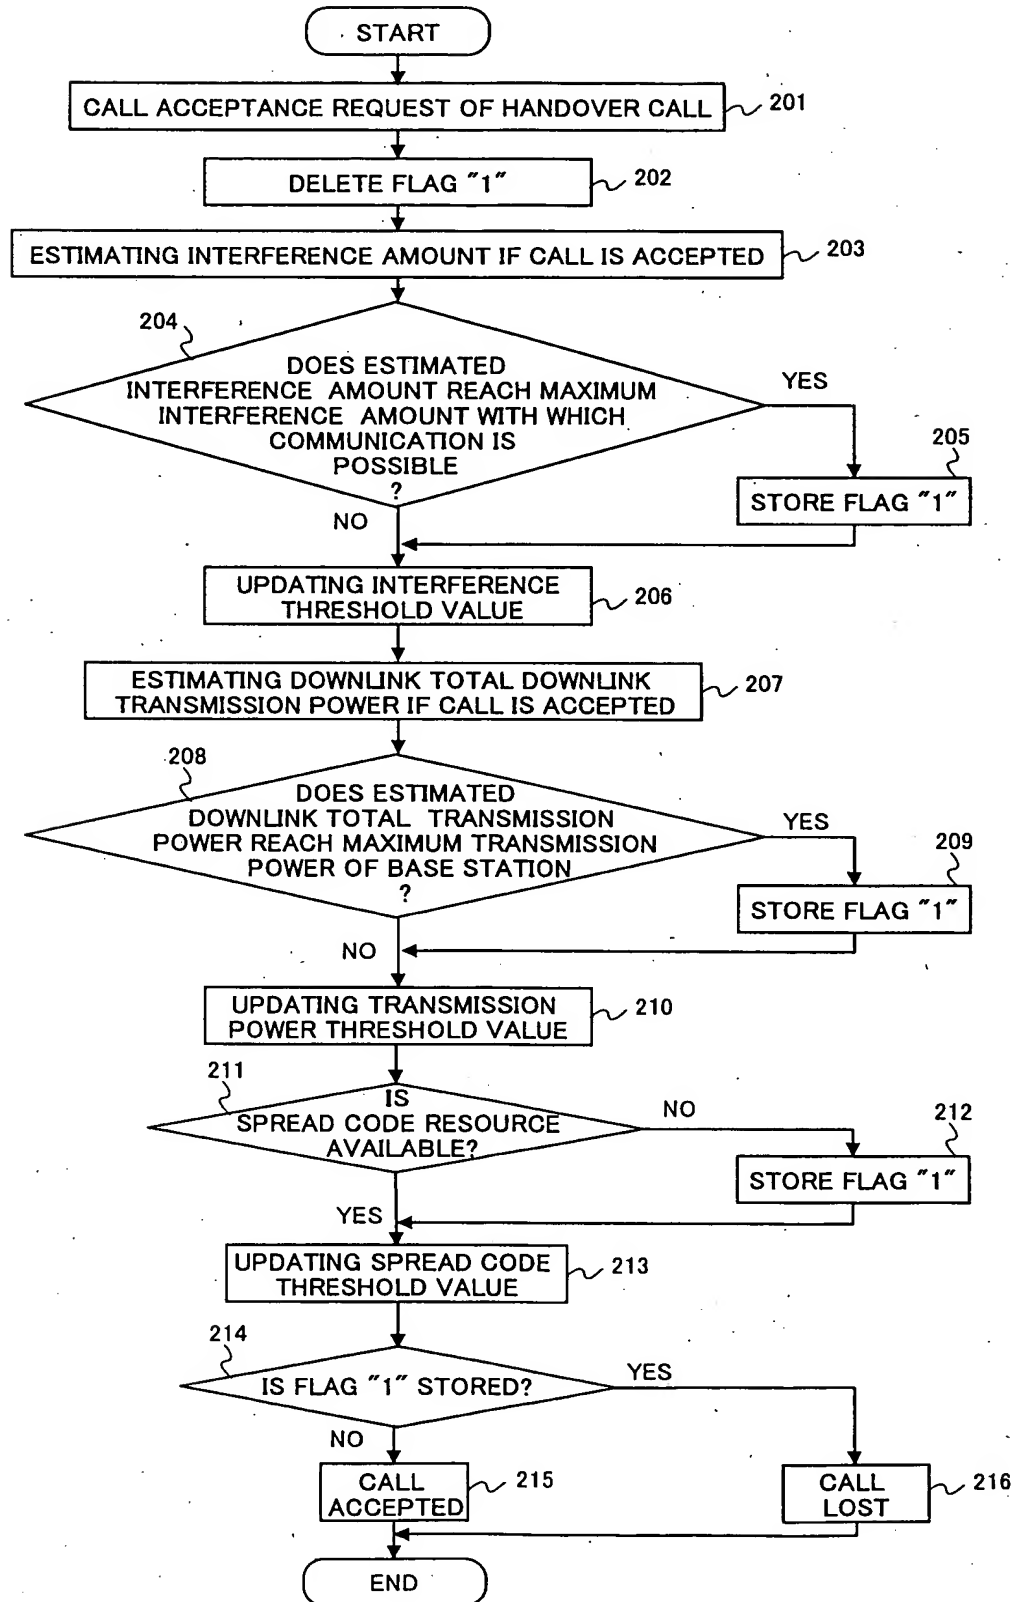 START
CALL ACCEPTANCE REQUEST OF HANDOVER CALL
201
DELETE FLAG "1"
202
ESTIMATING INTERFERENCE AMOUNT IF CALL IS ACCEPTED
203
204
DOES ESTIMATED
INTERFERENCE AMOUNT REACH MAXIMUM
INTERFERENCE AMOUNT WITH WHICH
COMMUNICATION IS
POSSIBLE
?
YES
205
STORE FLAG "1"
NO
UPDATING INTERFERENCE
THRESHOLD VALUE
206
ESTIMATING DOWNLINK TOTAL DOWNLINK
TRANSMISSION POWER IF CALL IS ACCEPTED
207
208
DOES ESTIMATED
DOWNLINK TOTAL TRANSMISSION
POWER REACH MAXIMUM TRANSMISSION
POWER OF BASE STATION
?
YES
209
STORE FLAG "1"
NO
UPDATING TRANSMISSION
POWER THRESHOLD VALUE
210
211
IS
SPREAD CODE RESOURCE
AVAILABLE?
NO
212
STORE FLAG "1"
YES
UPDATING SPREAD CODE
THRESHOLD VALUE
213
214
IS FLAG "1" STORED?
YES
NO
CALL
ACCEPTED
215
CALL
LOST
216
END